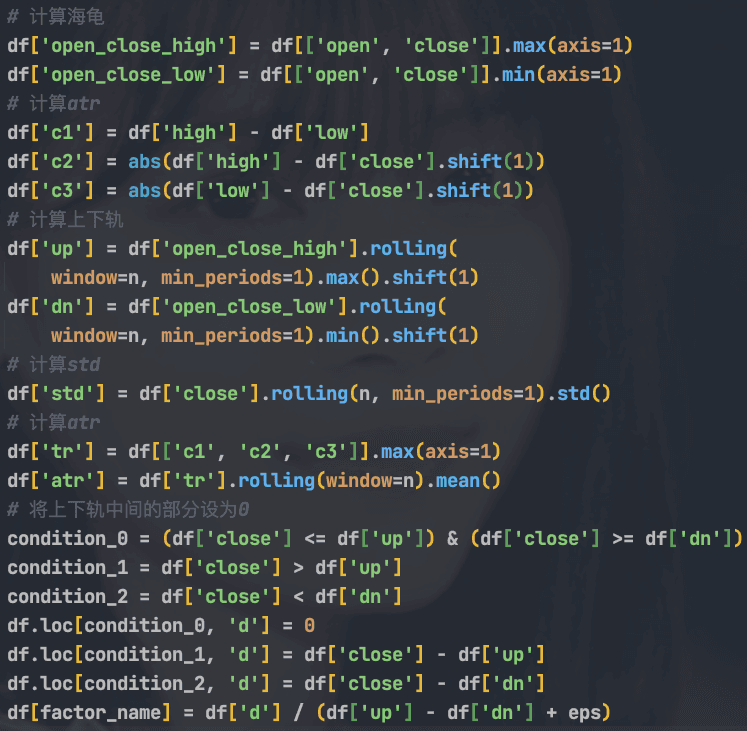 # 计算海龟
df['open_close_high'] = df[['open', 'close']].max(axis=1)
df['open_close_low'] = df[['open', 'close']].min(axis=1)
# 计算atr
df['c1'] = df['high'] - df['low']
df['c2'] = abs(df['high'] - df['close'].shift(1))
df['c3'] = abs(df['low'] - df['close'].shift(1))
# 计算上下轨
df['up'] = df['open_close_high'].rolling(
    window=n, min_periods=1).max().shift(1)
df['dn'] = df['open_close_low'].rolling(
    window=n, min_periods=1).min().shift(1)
# 计算std
df['std'] = df['close'].rolling(n, min_periods=1).std()
# 计算atr
df['tr'] = df[['c1', 'c2', 'c3']].max(axis=1)
df['atr'] = df['tr'].rolling(window=n).mean()
# 将上下轨中间的部分设为0
condition_0 = (df['close'] <= df['up']) & (df['close'] >= df['dn'])
condition_1 = df['close'] > df['up']
condition_2 = df['close'] < df['dn']
df.loc[condition_0, 'd'] = 0
df.loc[condition_1, 'd'] = df['close'] - df['up']
df.loc[condition_2, 'd'] = df['close'] - df['dn']
df[factor_name] = df['d'] / (df['up'] - df['dn'] + eps)